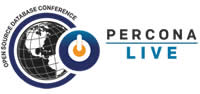 OPEN SOURCE DATABASE CONFERENCE
PERCONA
LIVE